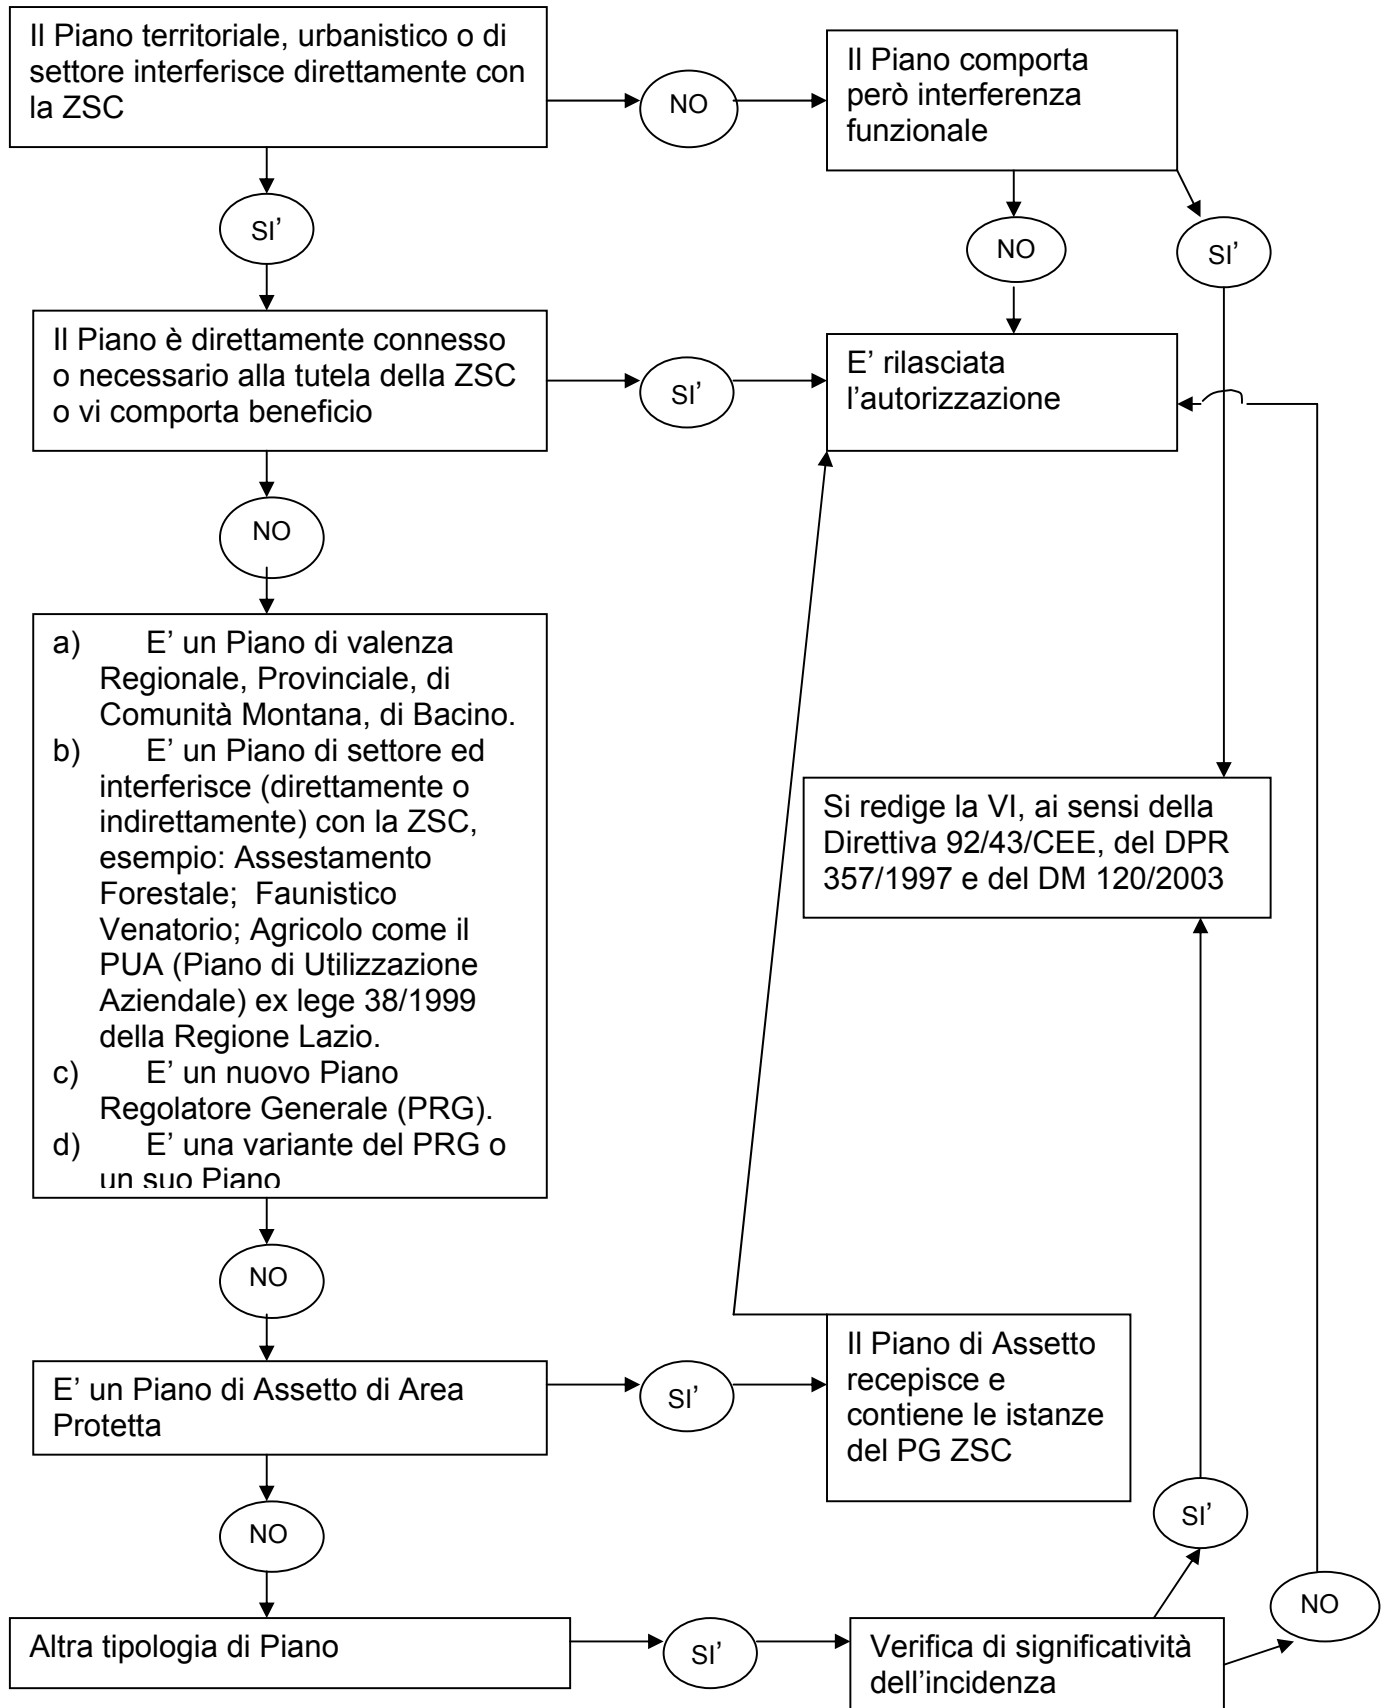 Il Piano territoriale, urbanistico o di
settore interferisce direttamente con
la ZSC
NO
Il Piano comporta
però interferenza
funzionale
SI'
NO
SI'
Il Piano è direttamente connesso
o necessario alla tutela della ZSC
o vi comporta beneficio
SI'
E' rilasciata
l'autorizzazione
NO
a) E' un Piano di valenza
Regionale, Provinciale, di
Comunità Montana, di Bacino.
b) E' un Piano di settore ed
interferisce (direttamente o
indirettamente) con la ZSC,
esempio: Assestamento
Forestale; Faunistico
Venatorio; Agricolo come il
PUA (Piano di Utilizzazione
Aziendale) ex lege 38/1999
della Regione Lazio.
c) E' un nuovo Piano
Regolatore Generale (PRG).
d) E' una variante del PRG o
un suo Piano
Si redige la VI, ai sensi della
Direttiva 92/43/CEE, del DPR
357/1997 e del DM 120/2003
NO
E' un Piano di Assetto di Area
Protetta
SI'
Il Piano di Assetto
recepisce e
contiene le istanze
del PG ZSC
NO
SI'
NO
Altra tipologia di Piano
SI'
Verifica di significatività
dell'incidenza